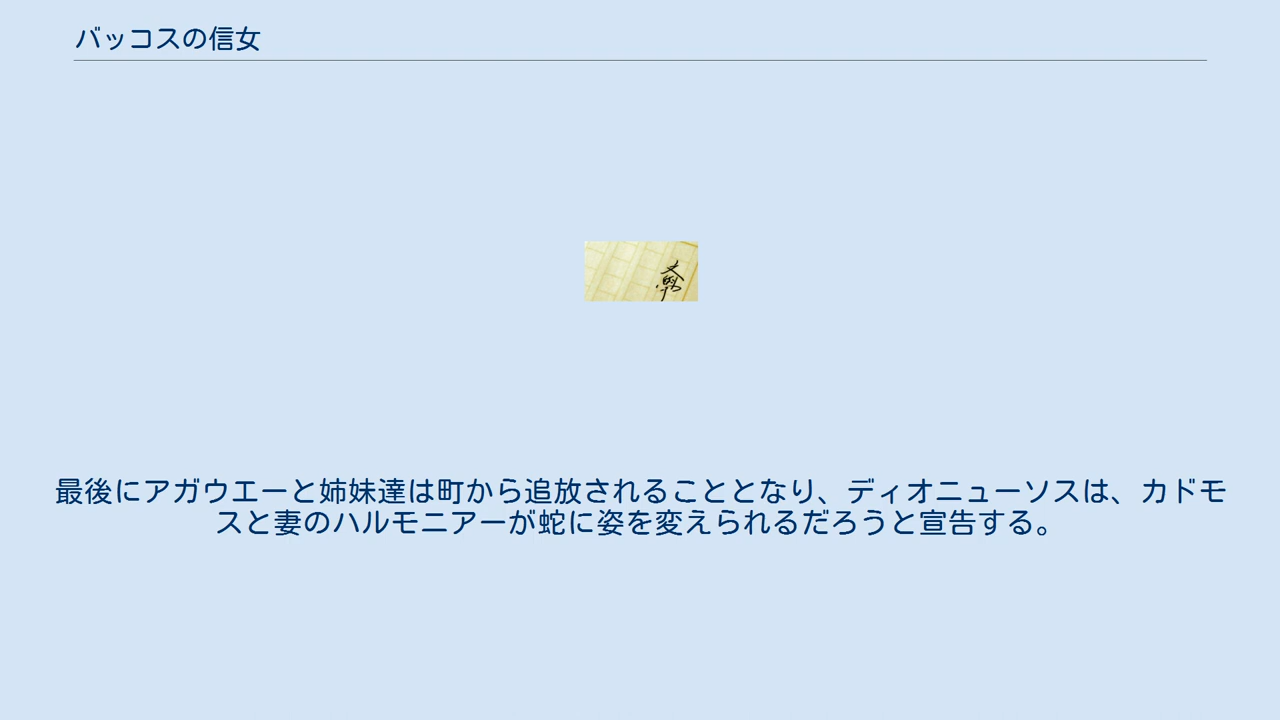 バッコスの信女
最後にアガウエーと姉妹達は町から追放されることとなり、ディオニューソスは、カドモ
スと妻のハルモニアーが蛇に姿を変えられるだろうと宣告する。